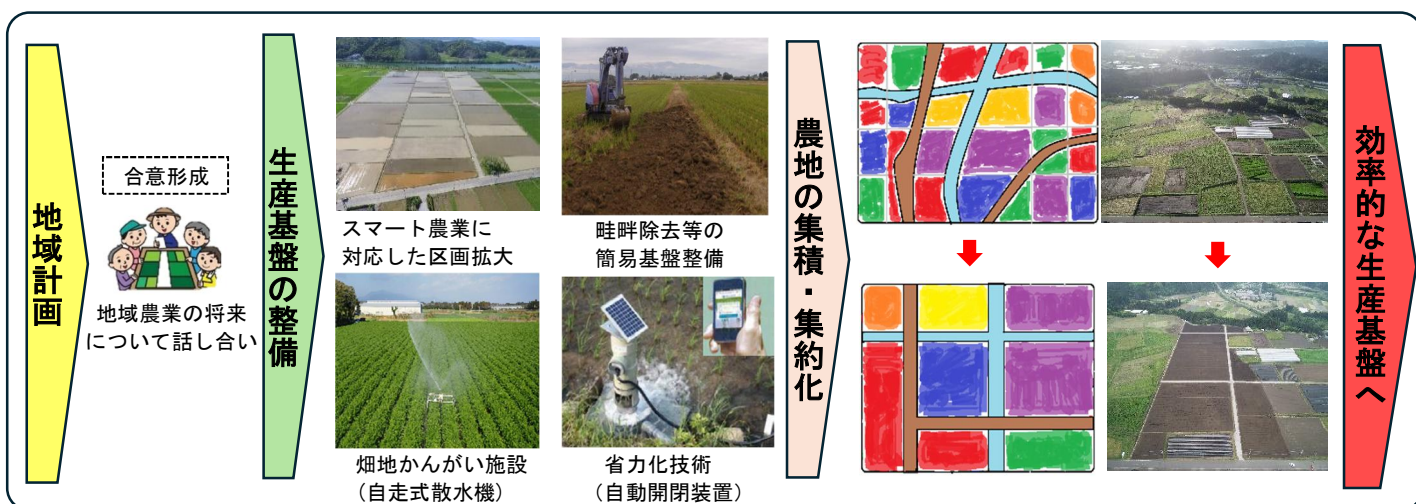 地域計画
合意形成
地域農業の将来
について話し合い
生産基盤の整備
スマート農業に
対応した区画拡大
畦畔除去等の
簡易基盤整備
畑地かんがい施設
（自走式散水機）
省力化技術
（自動開閉装置）
農地の集積・集約化
効率的な生産基盤へ